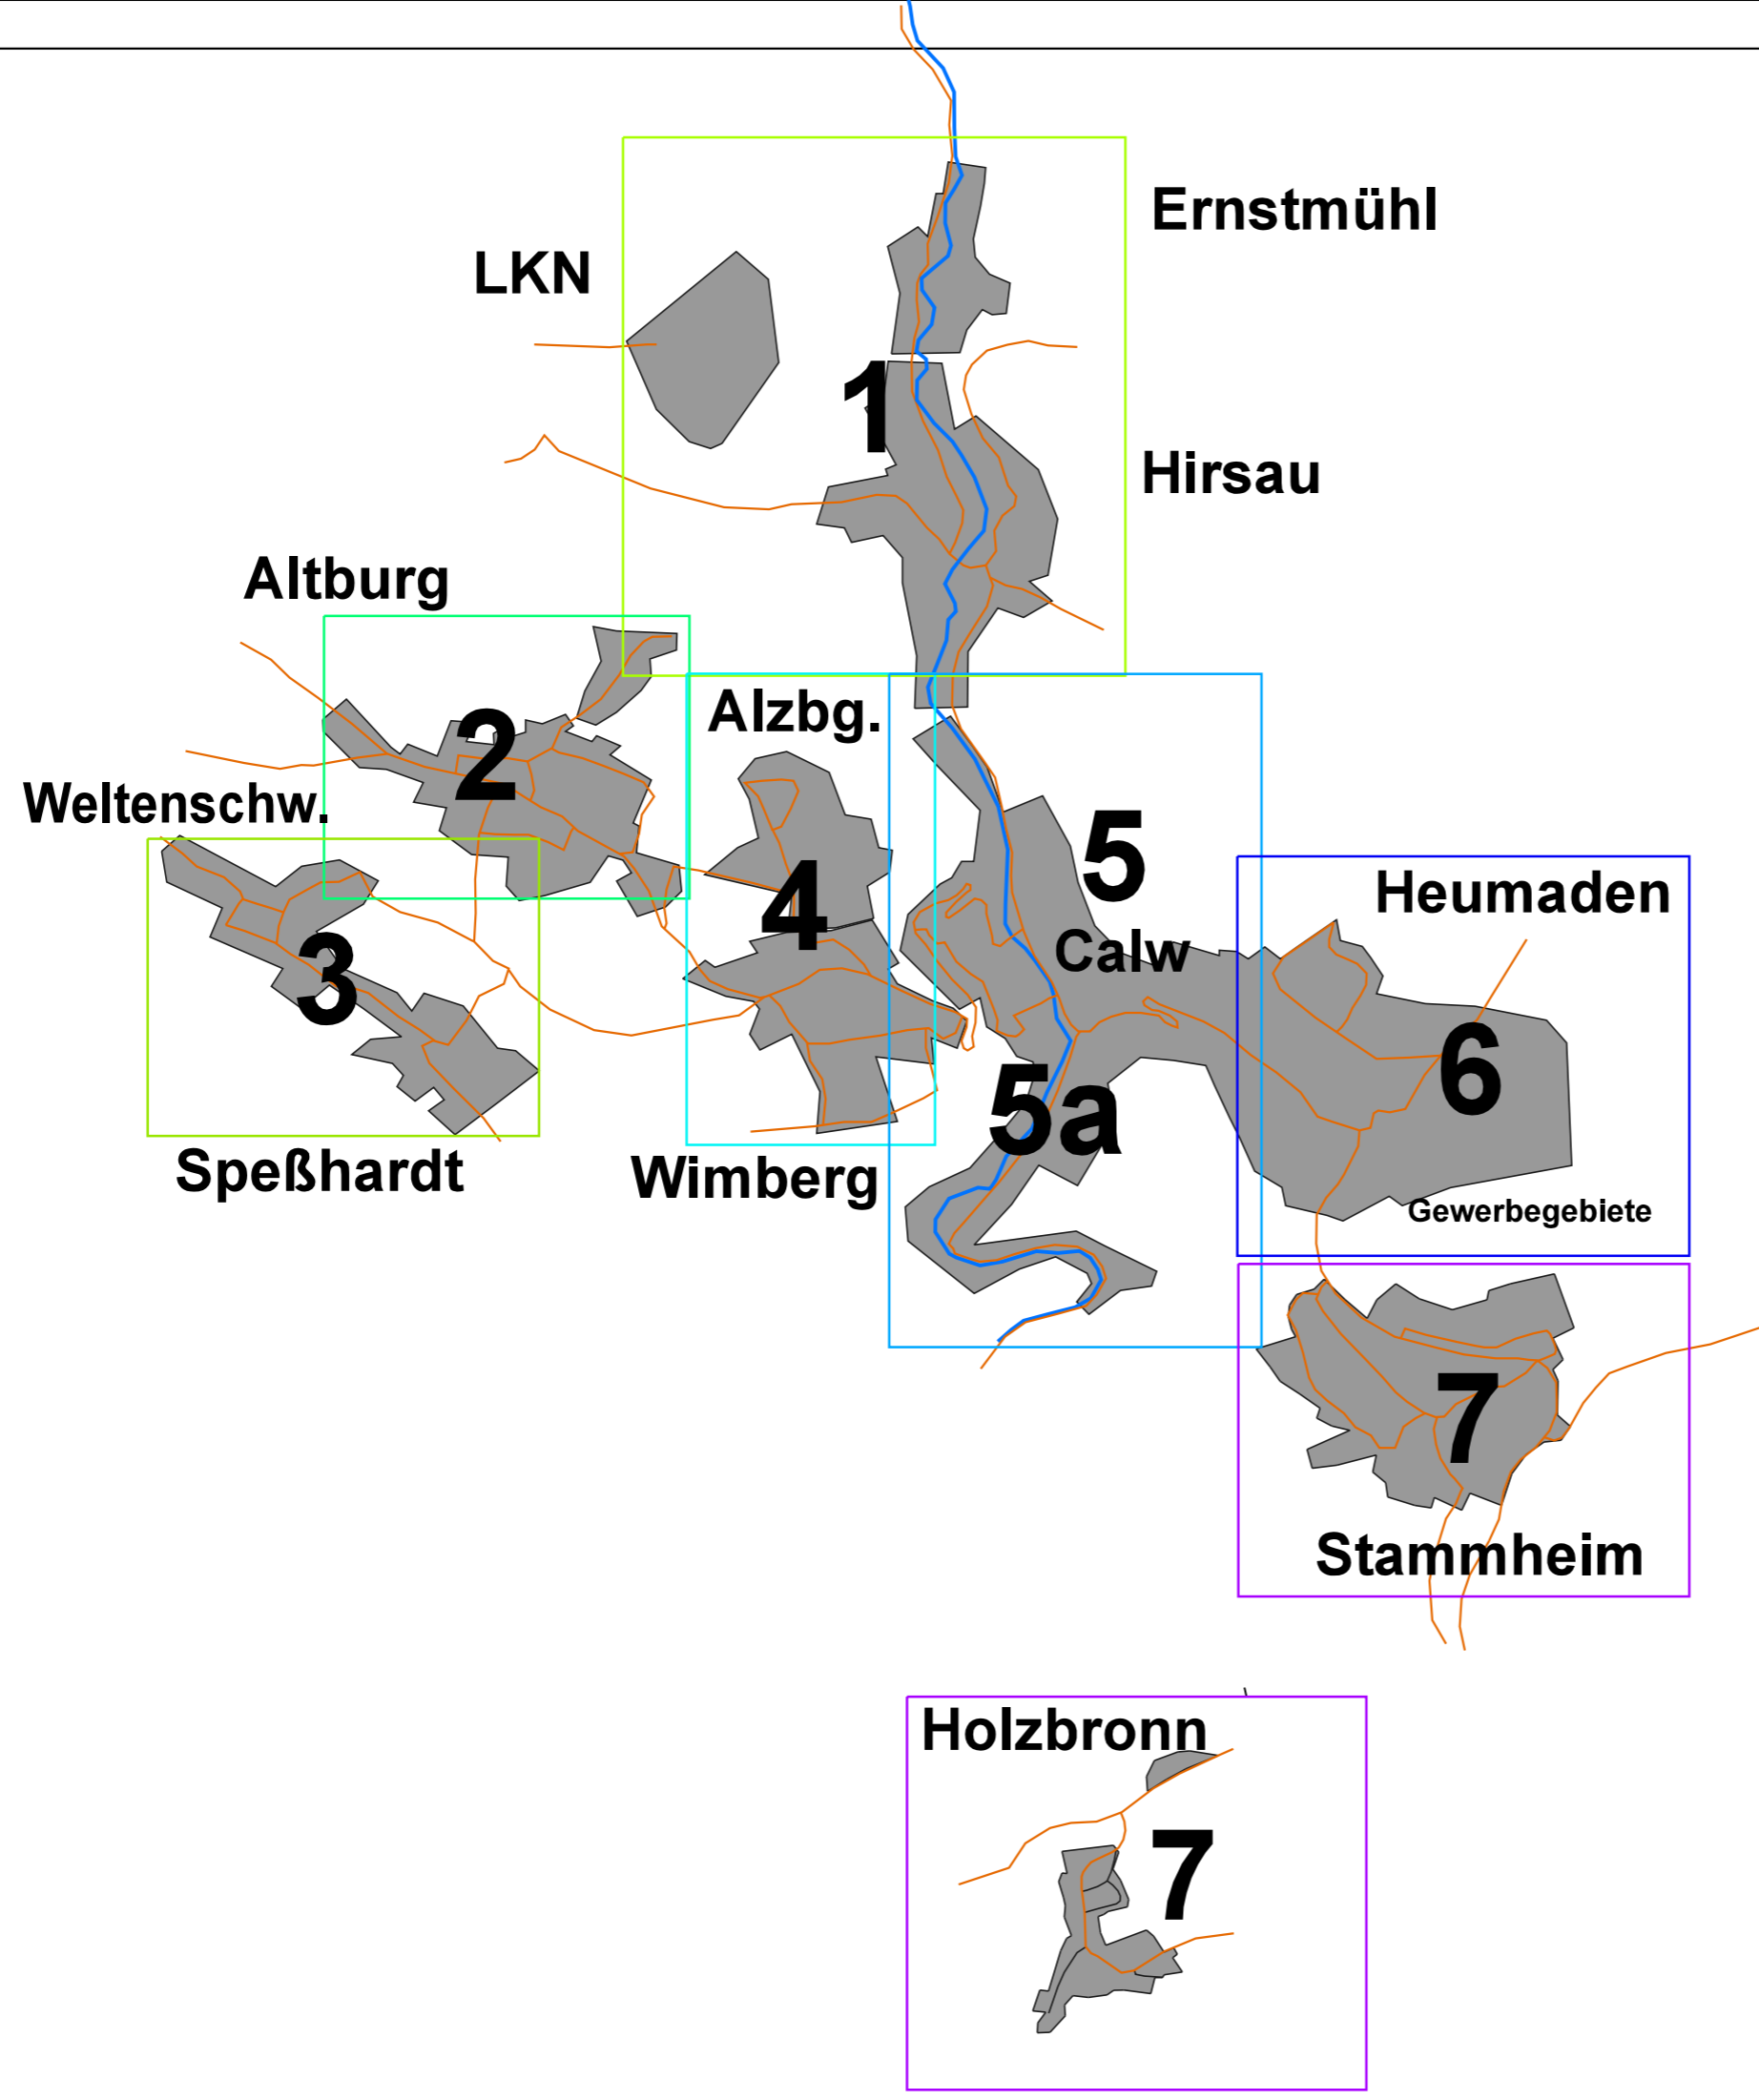 Ernstmühl
LKN
1
Hirsau
Altburg
Alzbg.
2
Weltenschw.
5
4
Heumaden
Calw
3
6
5a
Speßhardt
Wimberg
Gewerbegebiete
7
Stammheim
Holzbronn
7